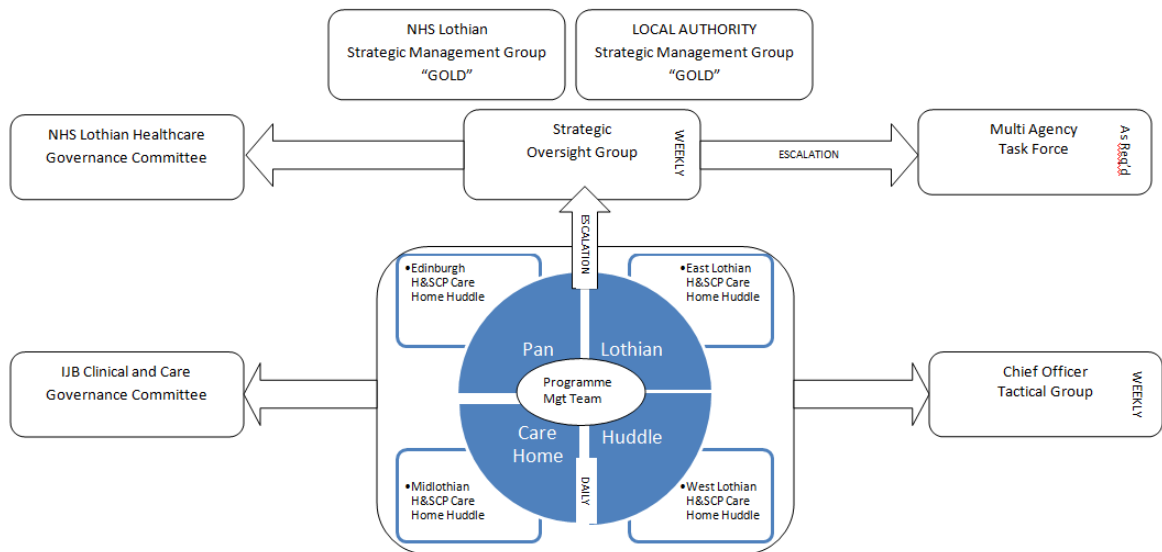 NHS Lothian
Strategic Management Group
“GOLD”
LOCAL AUTHORITY
Strategic Management Group
“GOLD”
NHS Lothian Healthcare
Governance Committee
Strategic
Oversight Group
WEEKLY
ESCALATION
Multi Agency
Task Force
As Req'd
ESCALATION
•Edinburgh
H&SCP Care
Home Huddle
•East Lothian
H&SCP Care
Home Huddle
Pan
Lothian
IJB Clinical and Care
Governance Committee
Programme
Mgt Team
Chief Officer
Tactical Group
WEEKLY
Care
Home
Huddle
DAILY
•Midlothian
H&SCP Care
Home Huddle
•West Lothian
H&SCP Care
Home Huddle